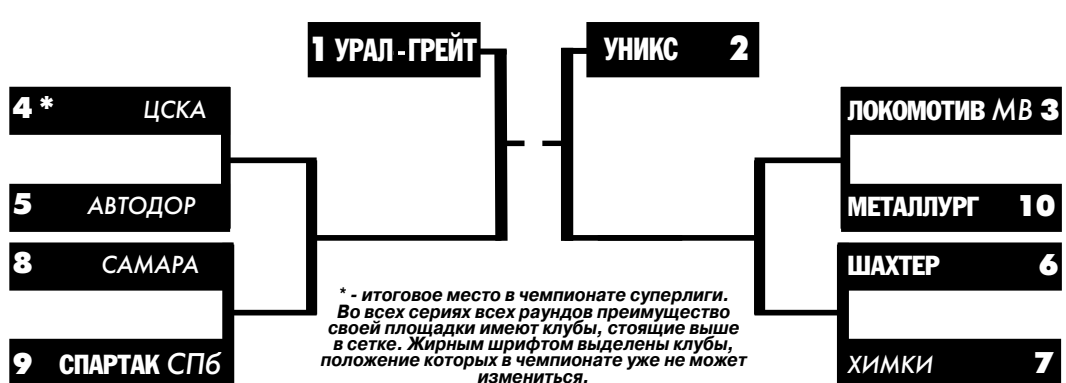 1 УРАЛ-ГРЕЙТ
УНИКС 2
4 * ЦСКА
ЛОКОМОТИВ МВ 3
5 АВТОДОР
МЕТАЛЛУРГ 10
8 САМАРА
ШАХТЕР 6
9 СПАРТАК СПб
ХИМКИ 7
* - итоговое место в чемпионате суперлиги.
Во всех сериях всех раундов преимущество
своей площадки имеют клубы, стоящие выше
в сетке. Жирным шрифтом выделены клубы,
положение которых в чемпионате уже не может
измениться.